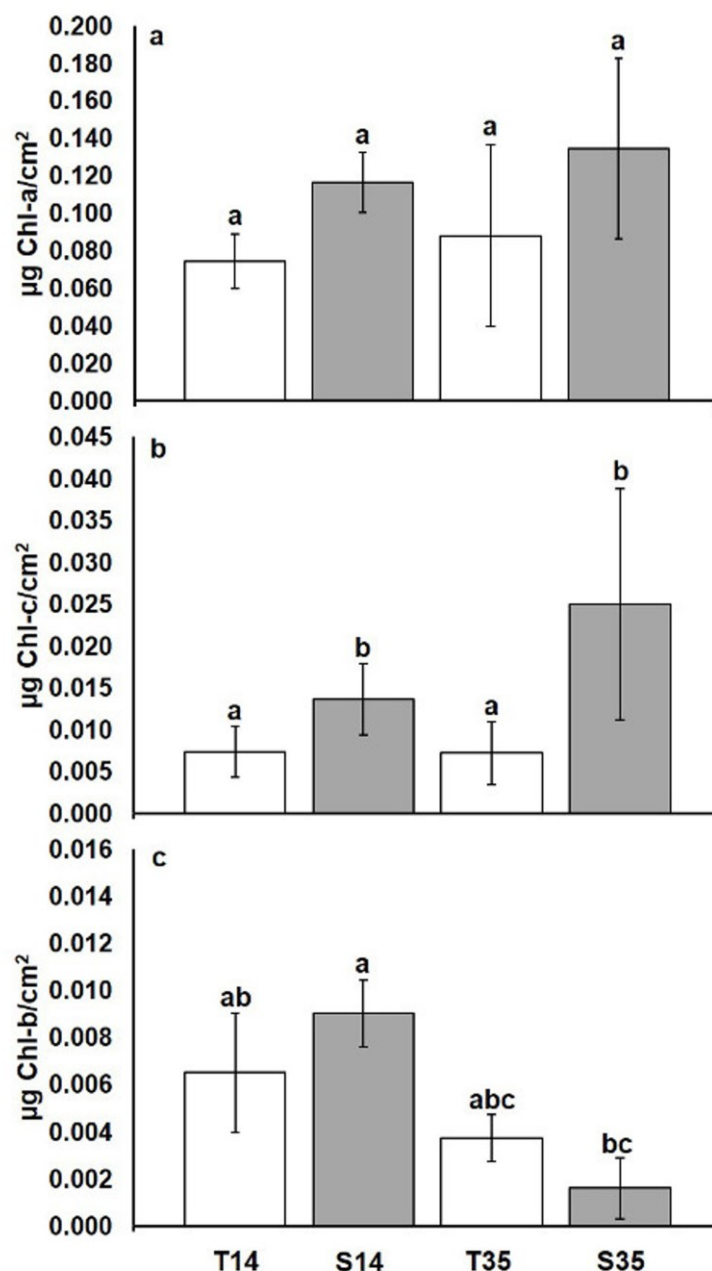 a
0.200
0.180
0.160
0.140
0.120
0.100
0.080
0.060
0.040
0.020
0.000
µg Chl-a/cm²
a
a
a
a
b
0.045
0.040
0.035
0.030
0.025
0.020
0.015
0.010
0.005
0.000
µg Chl-c/cm²
a
b
a
b
c
0.016
0.014
0.012
0.010
0.008
0.006
0.004
0.002
0.000
µg Chl-b/cm²
ab
a
abc
bc
T14 S14 T35 S35